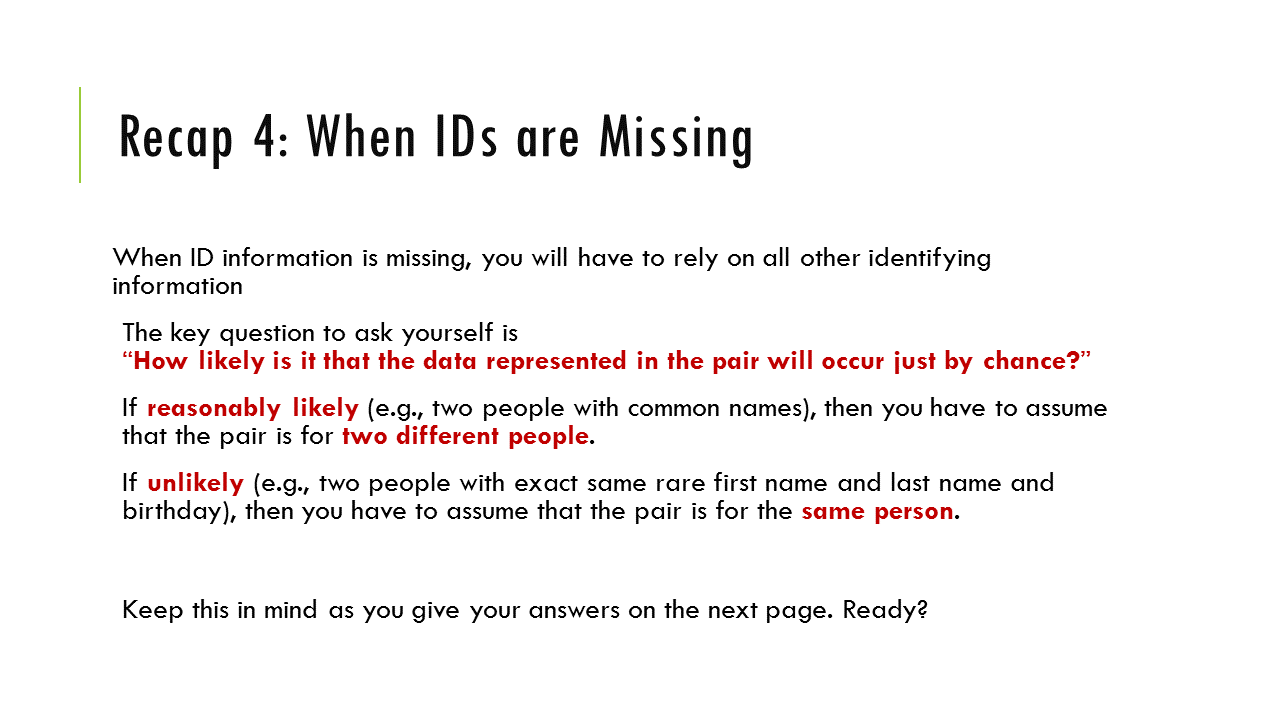 Recap 4: When IDs are Missing
When ID information is missing, you will have to rely on all other identifying
information
The key question to ask yourself is
“How likely is it that the data represented in the pair will occur just by chance?”
If reasonably likely (e.g., two people with common names), then you have to assume
that the pair is for two different people.
If unlikely (e.g., two people with exact same rare first name and last name and
birthday), then you have to assume that the pair is for the same person.
Keep this in mind as you give your answers on the next page. Ready?